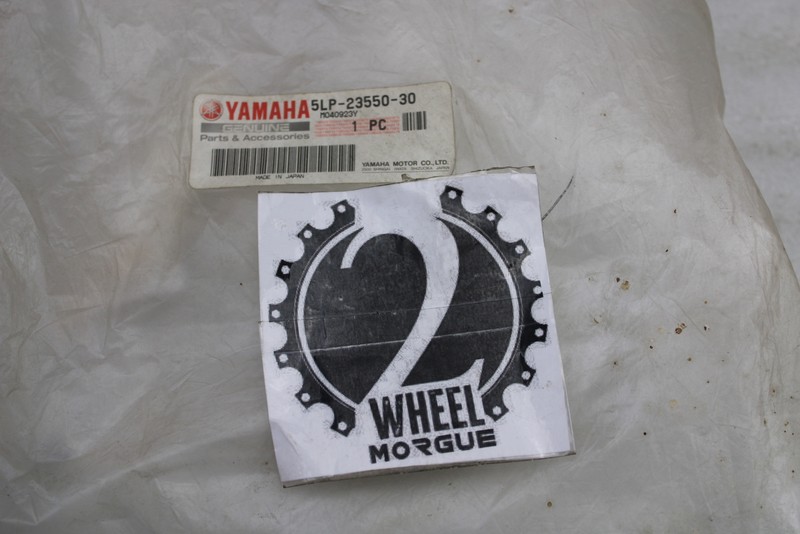 YAMAHA
5LP-23550-30
M040923Y
GENUINE
1 PC
Parts & Accessories
MADE IN JAPAN
YAMAHA MOTOR CO.,LTD.
2
WHEEL
MORGUE